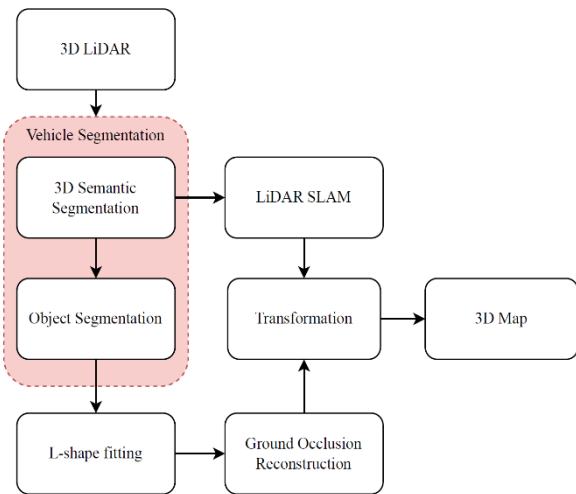 3D LiDAR
Vehicle Segmentation
3D Semantic
Segmentation
LiDAR SLAM
Object Segmentation
Transformation
3D Map
L-shape fitting
Ground Occlusion
Reconstruction